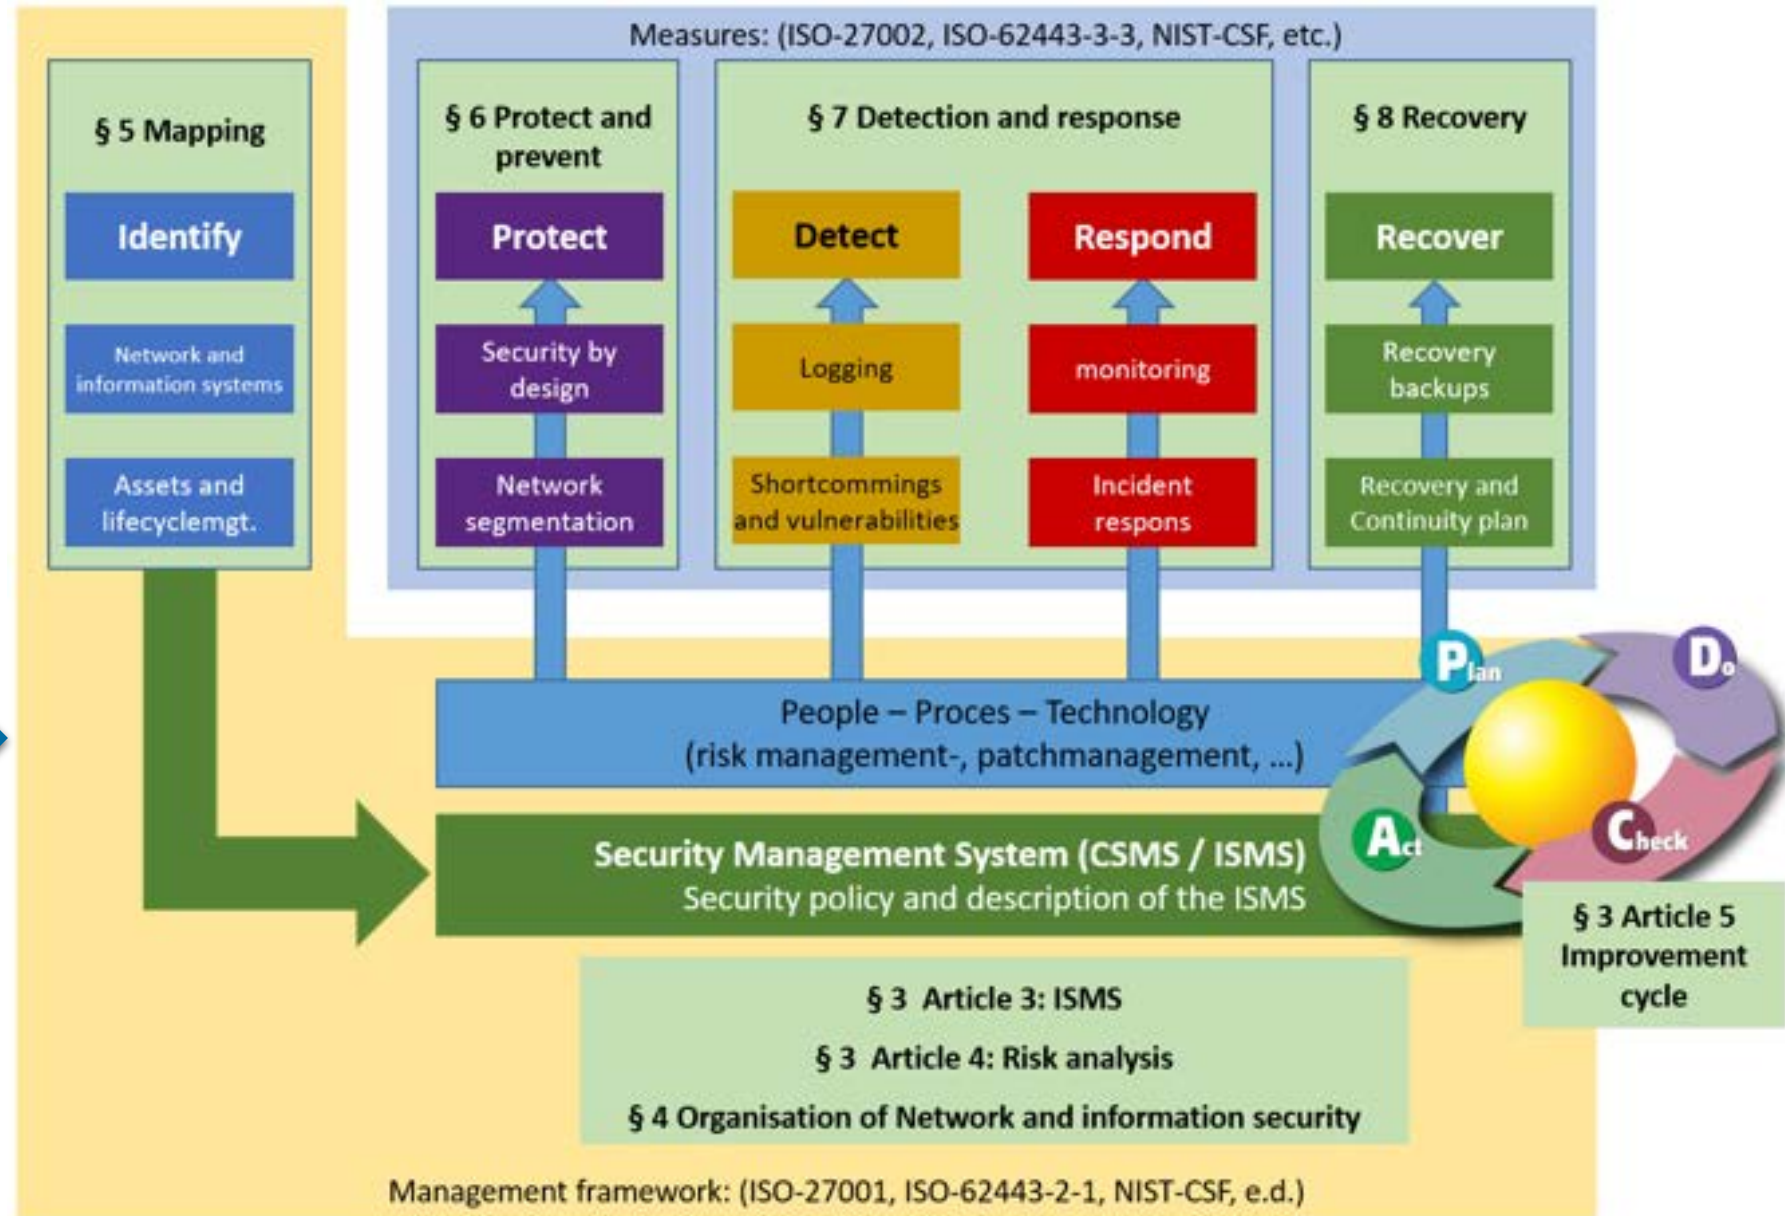 Measures: (ISO-27002, ISO-62443-3-3, NIST-CSF, etc.)
§ 5 Mapping
Identify
Network and
information systems
Assets and
lifecyclemgt.
§ 6 Protect and
prevent
Protect
Security by
design
Network
segmentation
§ 7 Detection and response
Detect
Logging
Shortcommings
and vulnerabilities
Respond
monitoring
Incident
respons
§ 8 Recovery
Recover
Recovery
backups
Recovery and
Continuity plan
People – Proces – Technology
(risk management-, patchmanagement, ...)
Plan
Do
Check
Act
Security Management System (CSMS / ISMS)
Security policy and description of the ISMS
§ 3 Article 5
Improvement
cycle
§ 3 Article 3: ISMS
§ 3 Article 4: Risk analysis
§ 4 Organisation of Network and information security
Management framework: (ISO-27001, ISO-62443-2-1, NIST-CSF, e.d.)